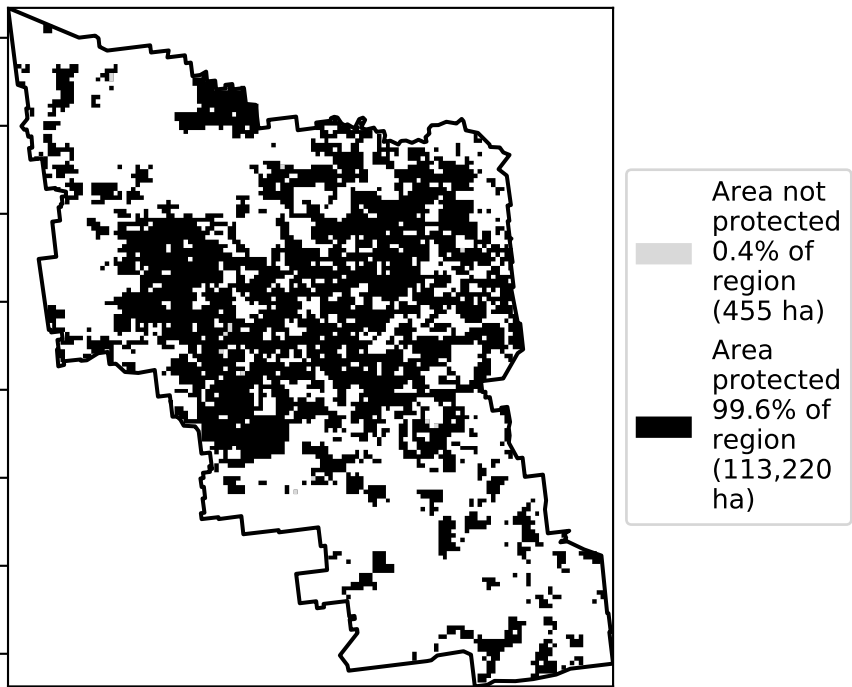 Area not
protected
0.4% of
region
(455 ha)
Area
protected
99.6% of
region
(113,220
ha)